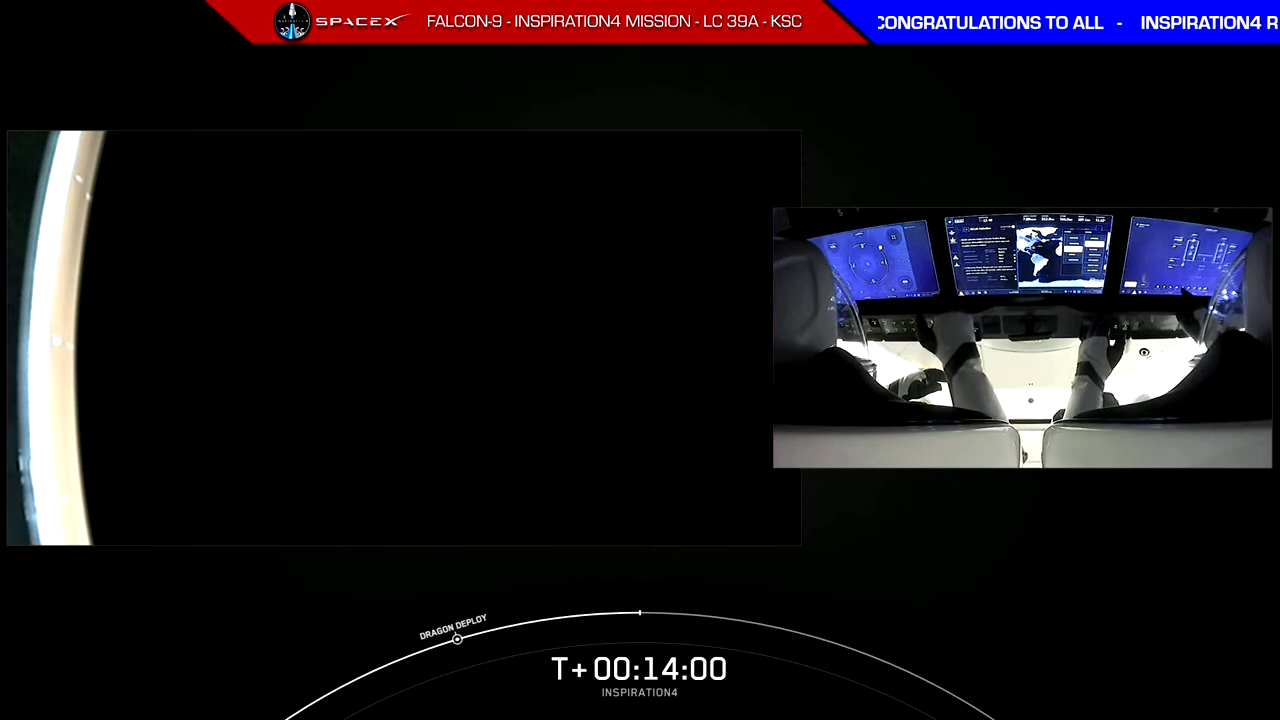 SPACEX
FALCON-9 - INSPIRATION4 MISSION - LC 39A - KSC
CONGRATULATIONS TO ALL - INSPIRATION4 R
DRAGON DEPLOY
T+ 00:14:00
INSPIRATION4